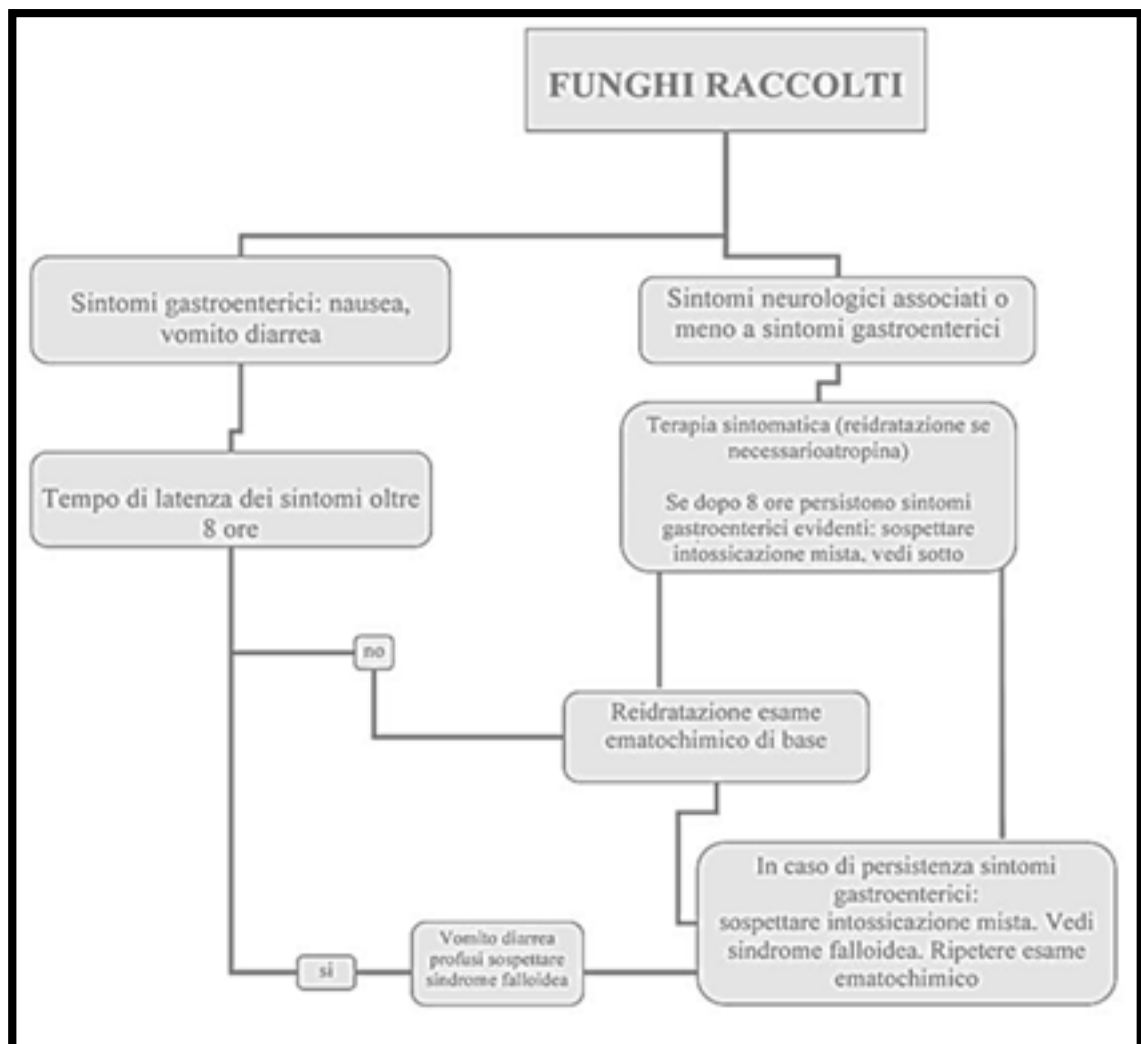 FUNGHI RACCOLTI
Sintomi gastroenterici: nausea,
vomito diarrea
Sintomi neurologici associati o
meno a sintomi gastroenterici
Tempo di latenza dei sintomi oltre
8 ore
Terapia sintomatica (reidratazione se
necessarioatropina)
Se dopo 8 ore persistono sintomi
gastroenterici evidenti: sospettare
intossicazione mista, vedi sotto
no
Reidratazione esame
ematochimico di base
In caso di persistenza sintomi
gastroenterici:
sospettare intossicazione mista. Vedi
sindrome falloidea. Ripetere esame
ematochimico
si
Vomito diarrea
profusi sospettare
sindrome falloidea